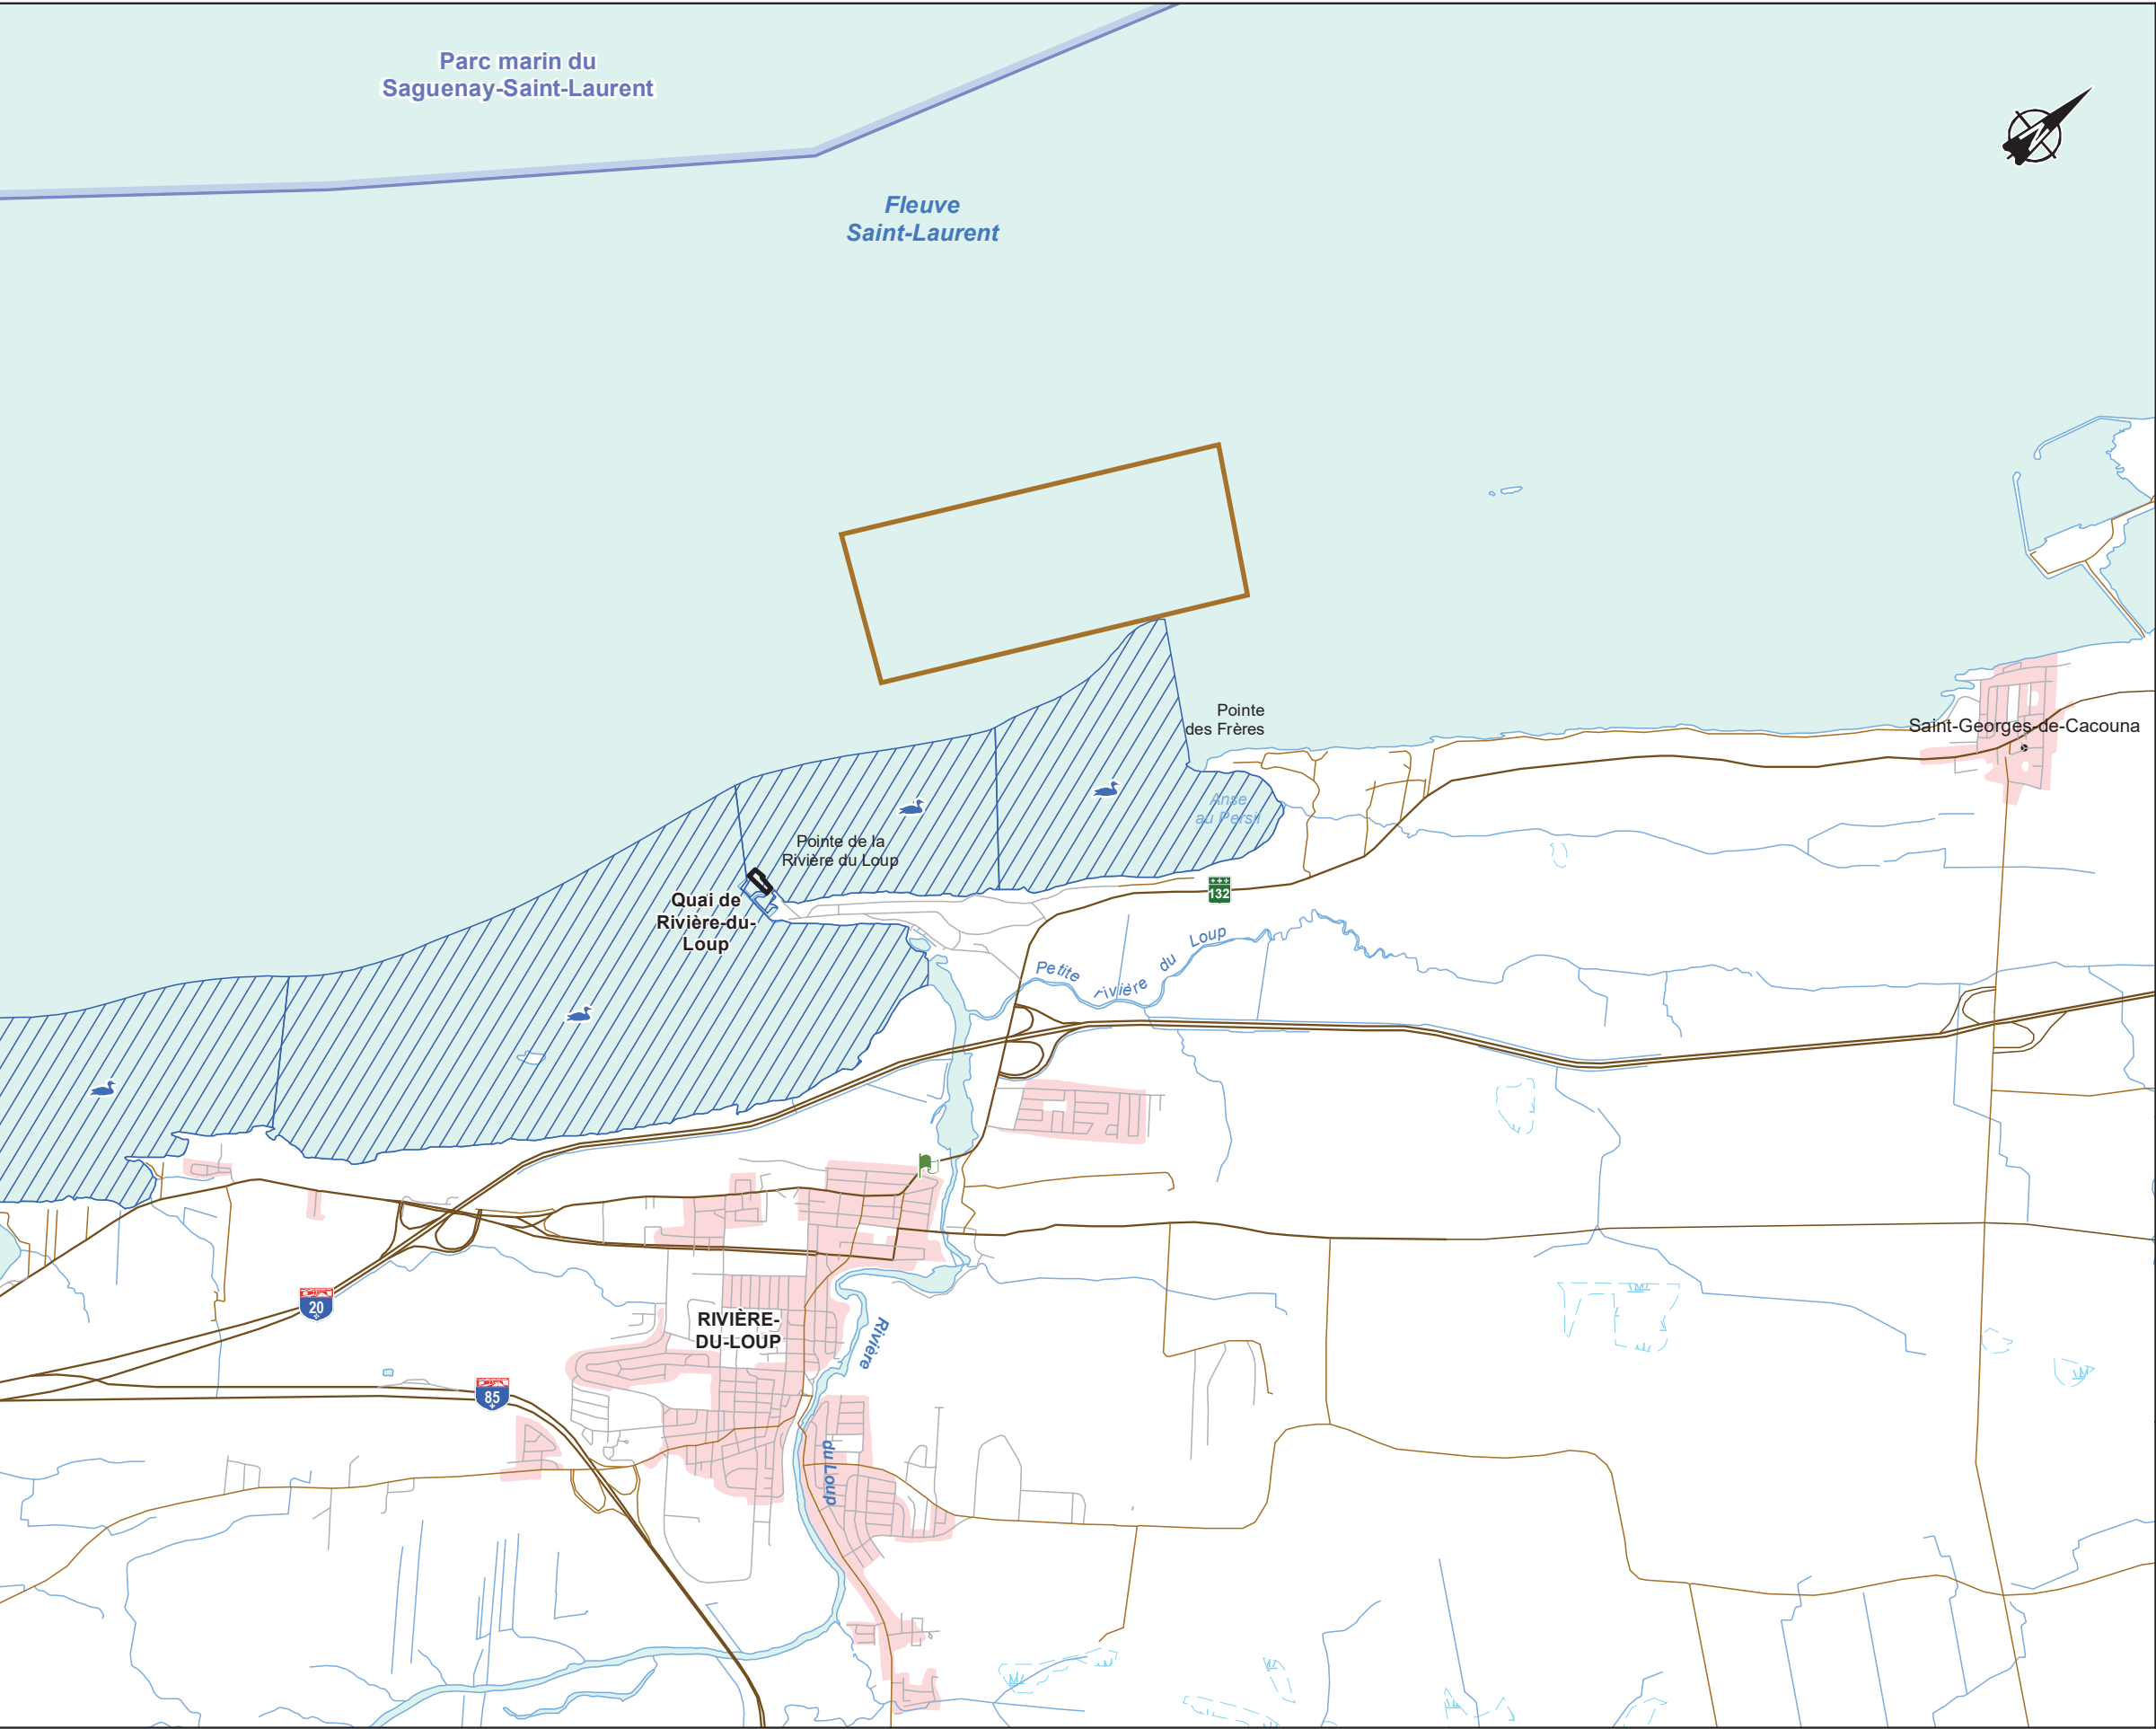 Parc marin du
Saguenay-Saint-Laurent
N
Fleuve
Saint-Laurent
Pointe
des Frères
Saint-Georges-de-Cacouna
Anse
au Persil
Pointe de la
Rivière du Loup
Quai de
Rivière-du-
Loup
132
Petite rivière du Loup
20
RIVIÈRE-
DU-LOUP
Rivière
du Loup
85